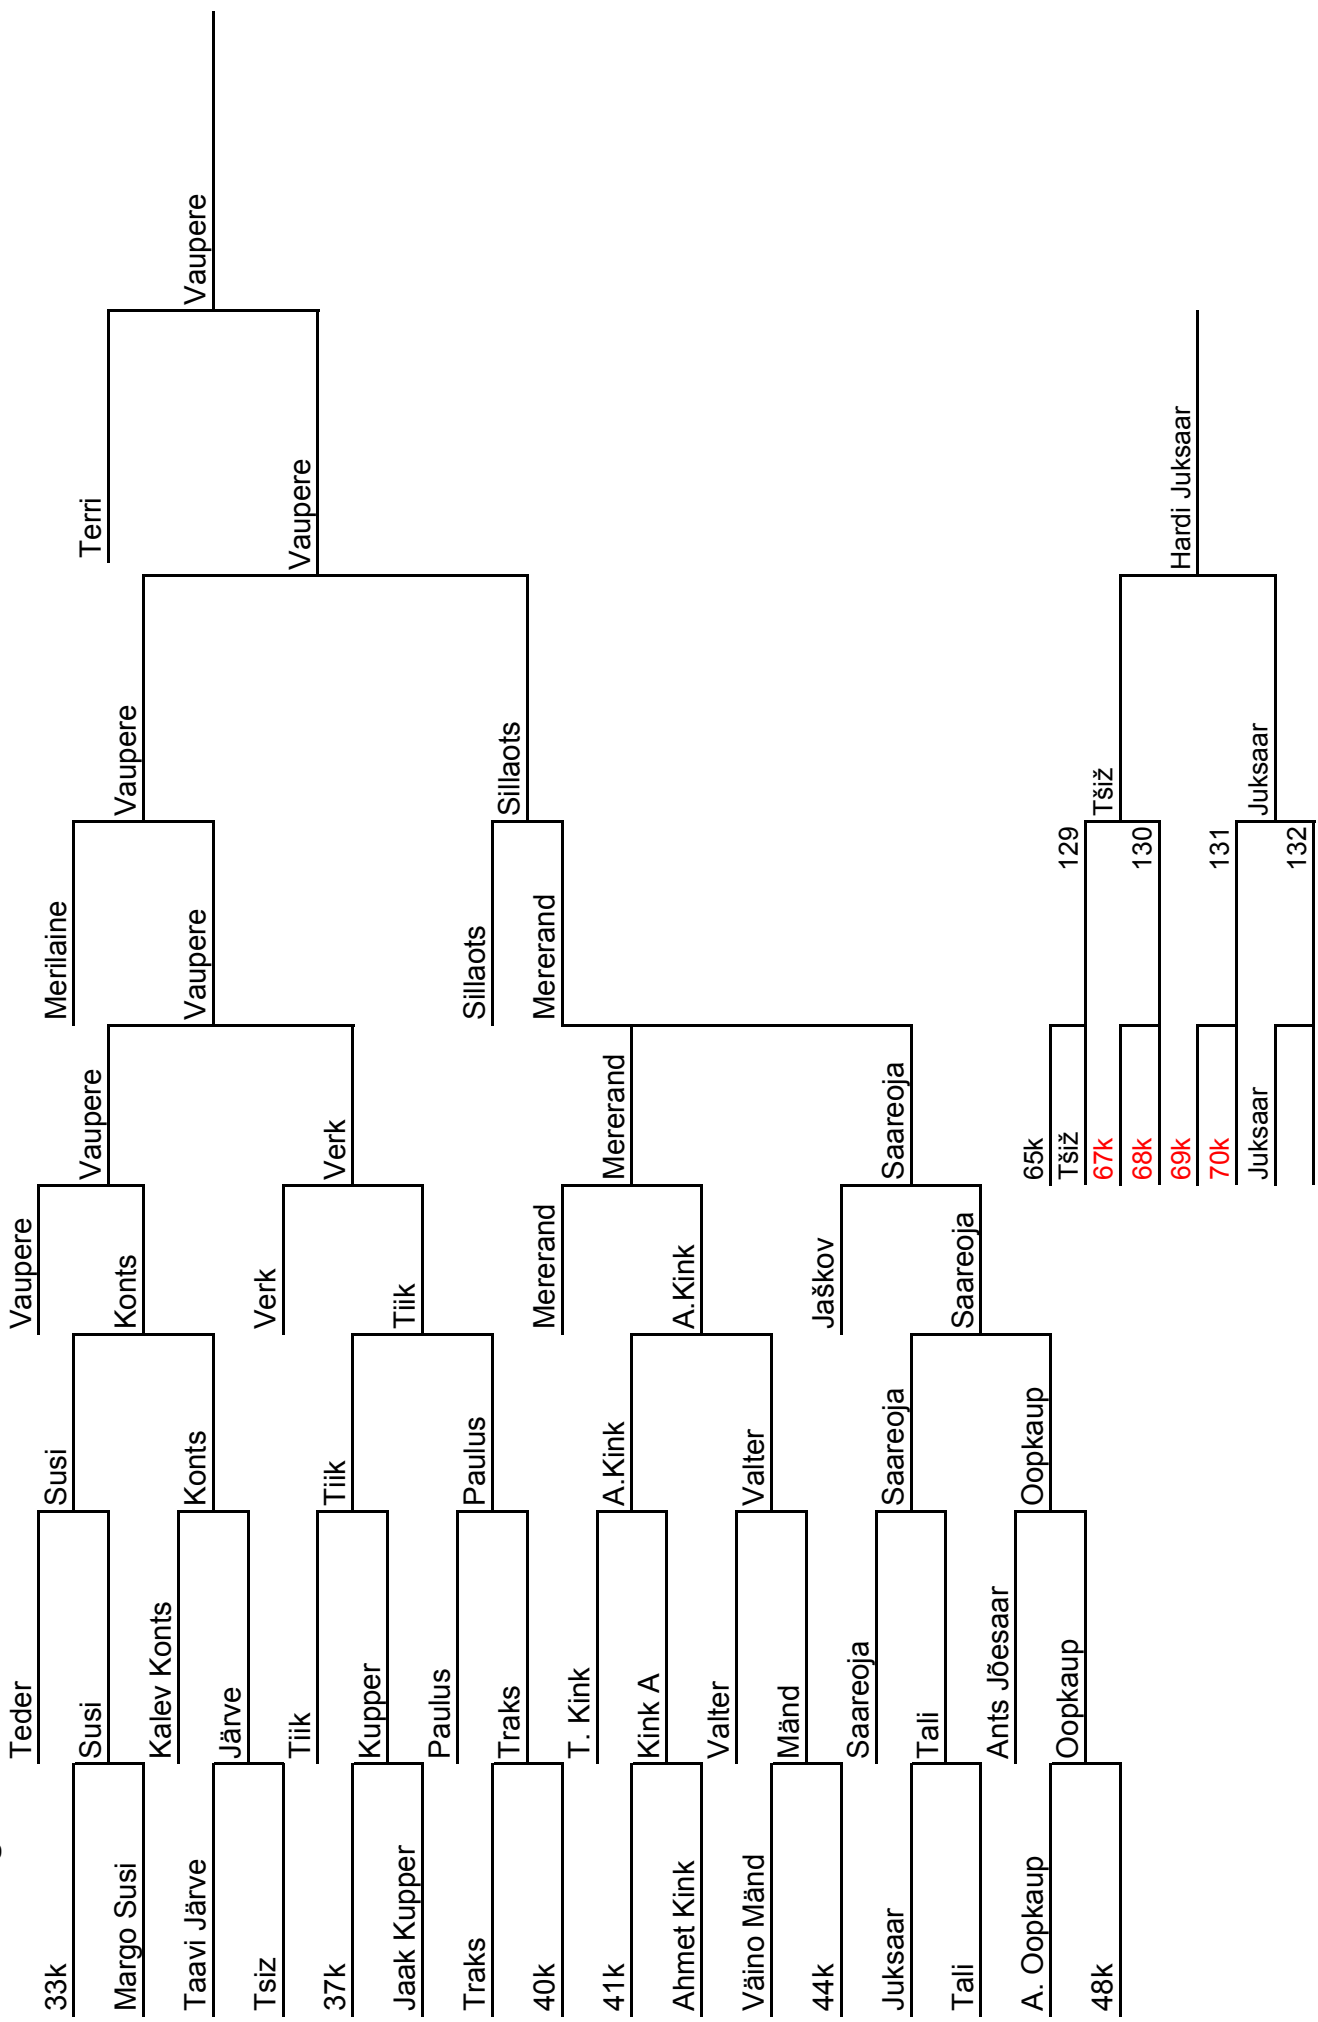 33k
Margo Susi
Taavi Järve
Tsiz
37k
Jaak Kupper
Traks
40k
41k
Ahmet Kink
Väino Mänd
44k
Juksaar
Tali
A. Oopkaup
48k
Teder
Susi
Kalev Konts
Järve
Tiik
Kupper
Paulus
Traks
T. Kink
Kink A
Valter
Mänd
Saareoja
Tali
Ants Jõesaar
Oopkaup
Susi
Konts
Tiik
Paulus
A.Kink
Valter
Saareoja
Oopkaup
Vaupere
Konts
Verk
Tiik
Mererand
A.Kink
Jaškov
Saareoja
Vaupere
Verk
Mererand
Saareoja
Merilaine
Vaupere
Sillaots
Mererand
Vaupere
Sillaots
Terri
Vaupere
Vaupere
65k
Tšiž
67k
68k
69k
70k
Juksaar
129
130
131
132
Tšiž
Juksaar
Hardi Juksaar